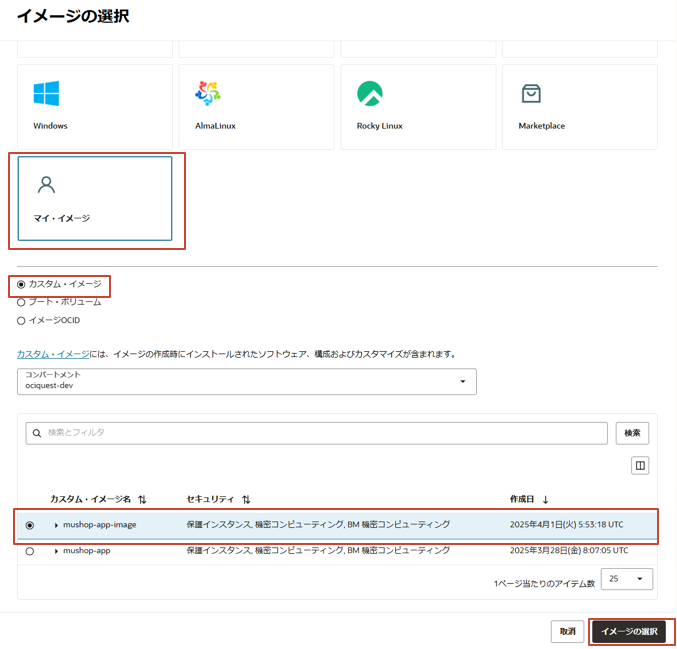 イメージの選択
Windows
AlmaLinux
Rocky Linux
Marketplace
マイ・イメージ
カスタム・イメージ
ブート・ボリューム
イメージOCID
カスタム・イメージには、イメージの作成時にインストールされたソフトウェア、構成およびカスタマイズが含まれます。
コンパートメント
ociquest-dev
検索とフィルタ
検索
カスタム・イメージ名 セキュリティ 作成日
mushop-app-image 保護インスタンス, 機密コンピューティング, BM 機密コンピューティング 2025年4月1日(火) 5:53:18 UTC
mushop-app 保護インスタンス, 機密コンピューティング, BM 機密コンピューティング 2025年3月28日(金) 8:07:05 UTC
1ページ当たりのアイテム数 25
取消 イメージの選択